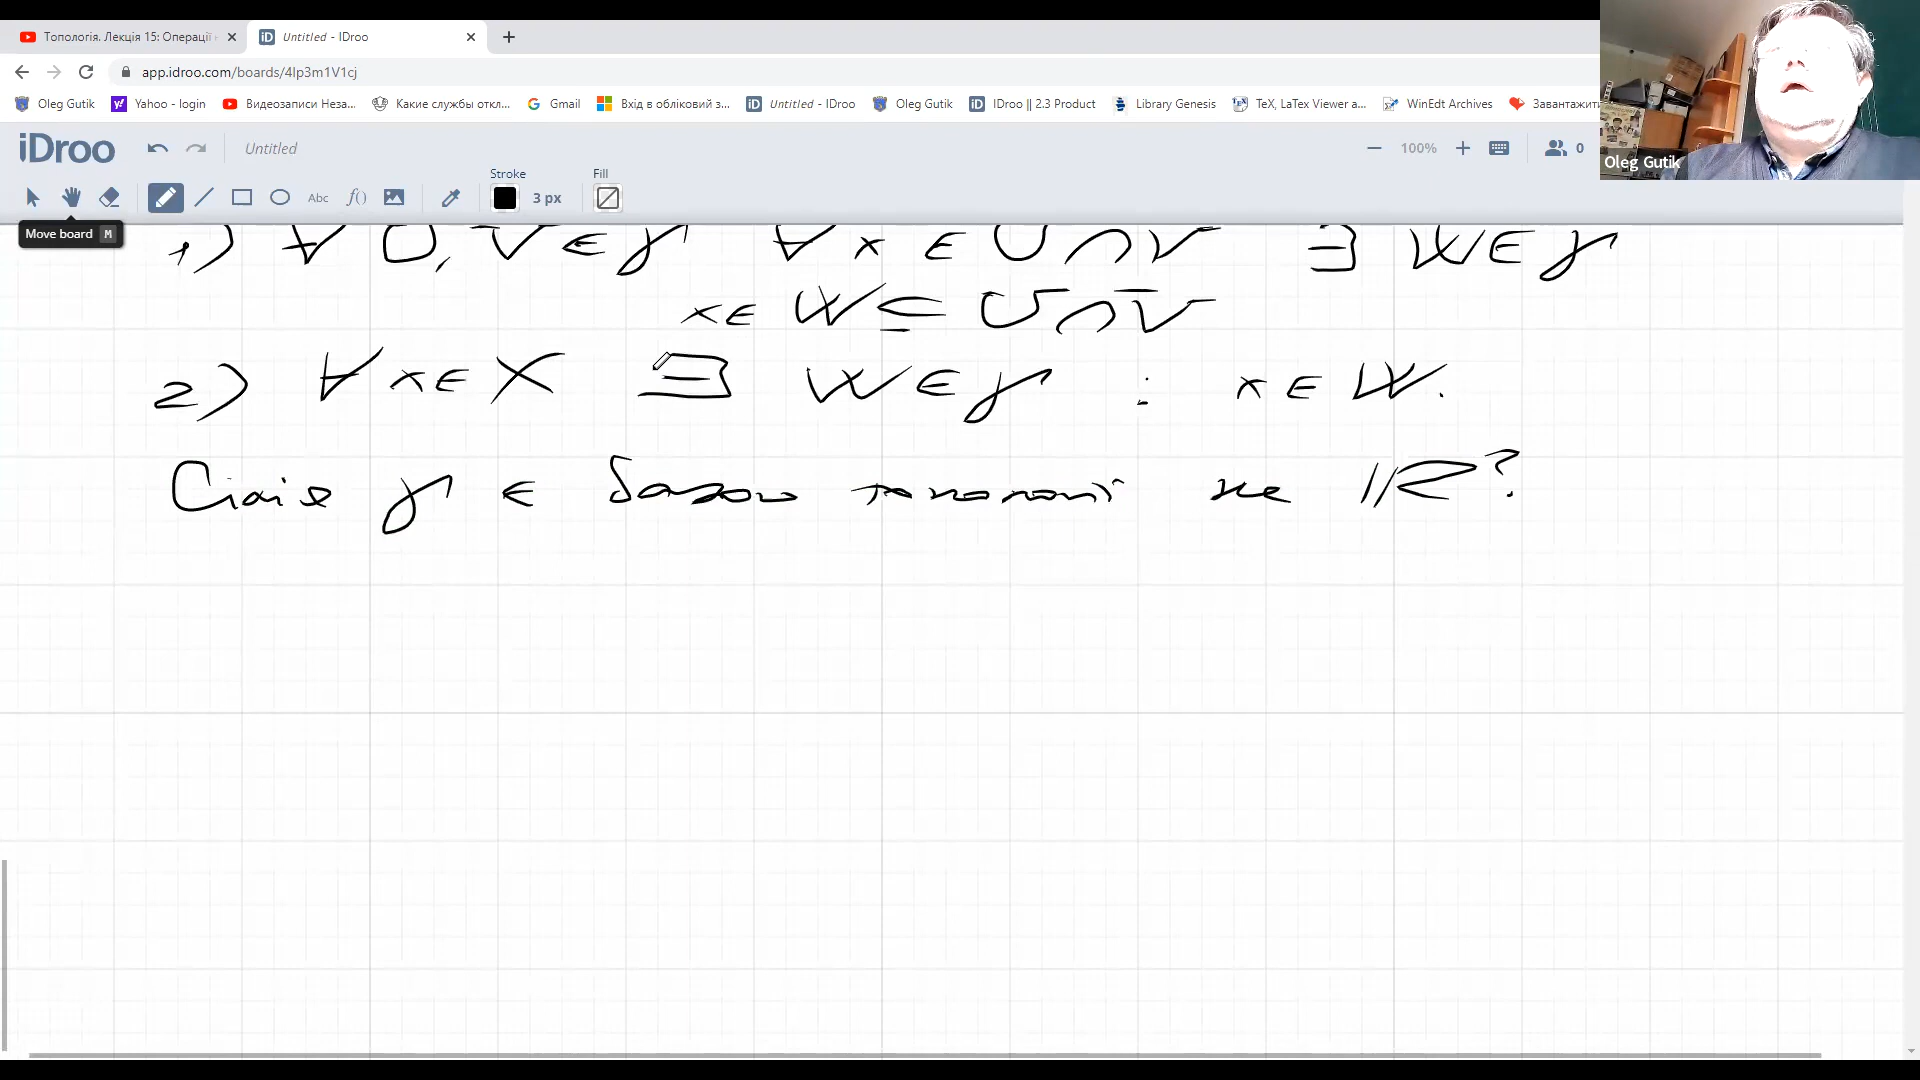 Топологія. Лекція 15: Операції
Untitled - IDroo
app.idroo.com/boards/4lp3m1V1cj
Oleg Gutik
Yahoo - login
Видеозаписи Неза...
Какие службы откл...
Gmail
Вхід в обліковий з...
Untitled - IDroo
Oleg Gutik
IDroo || 2.3 Product
Library Genesis
TeX, LaTex Viewer a...
WinEdt Archives
Завантажити
Oleg Gutik
iDroo
Untitled
100%
0
Stroke
Fill
Abc
f()
3 px
Move board M
1) ∀ U, V ∈ γ ∀ x ∈ U ∩ V ∃ W ∈ γ
x ∈ W ⊆ U ∩ V
2) ∀ x ∈ X ∃ W ∈ γ : x ∈ W.
Сім'я γ є базою топології на ℝ?